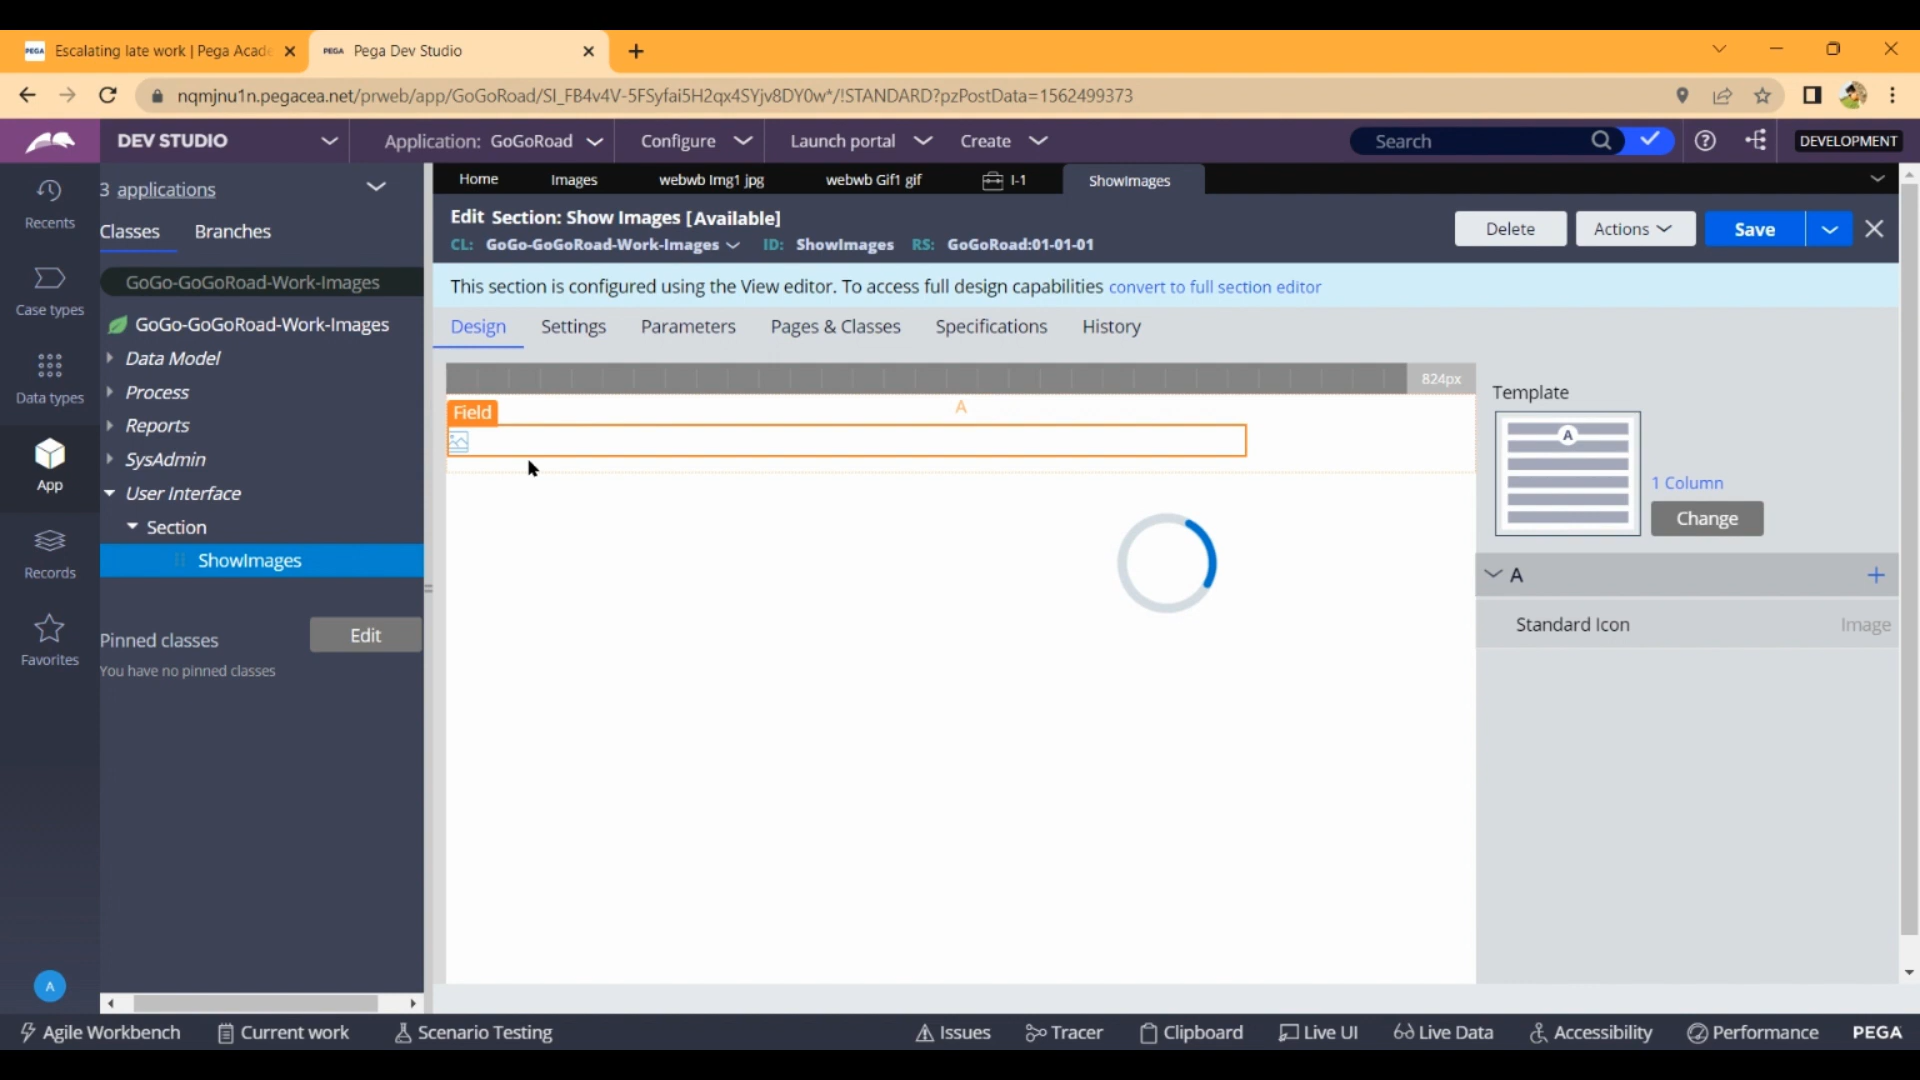 PEGA Escalating late work | Pega Acade
PEGA Pega Dev Studio
nqmjnu1n.pegacea.net/prweb/app/GoGoRoad/SI_FB4v4V-5FSyfai5H2qx4SYjv8DY0w*/!STANDARD?pzPostData=1562499373
DEV STUDIO
Application: GoGoRoad
Configure
Launch portal
Create
Search
DEVELOPMENT
Recents
Case types
Data types
App
Records
Favorites
A
3 applications
Classes
Branches
GoGo-GoGoRoad-Work-Images
GoGo-GoGoRoad-Work-Images
Data Model
Process
Reports
SysAdmin
User Interface
Section
ShowImages
Pinned classes
Edit
You have no pinned classes
Home
Images
webwb Img1 jpg
webwb Gif1 gif
I-1
ShowImages
Edit Section: Show Images [Available]
CL: GoGo-GoGoRoad-Work-Images ID: ShowImages RS: GoGoRoad:01-01-01
Delete
Actions
Save
This section is configured using the View editor. To access full design capabilities convert to full section editor
Design
Settings
Parameters
Pages & Classes
Specifications
History
824px
Field
A
Template
A
1 Column
Change
A
Standard Icon
Image
Agile Workbench
Current work
Scenario Testing
Issues
Tracer
Clipboard
Live UI
Live Data
Accessibility
Performance
PEGA